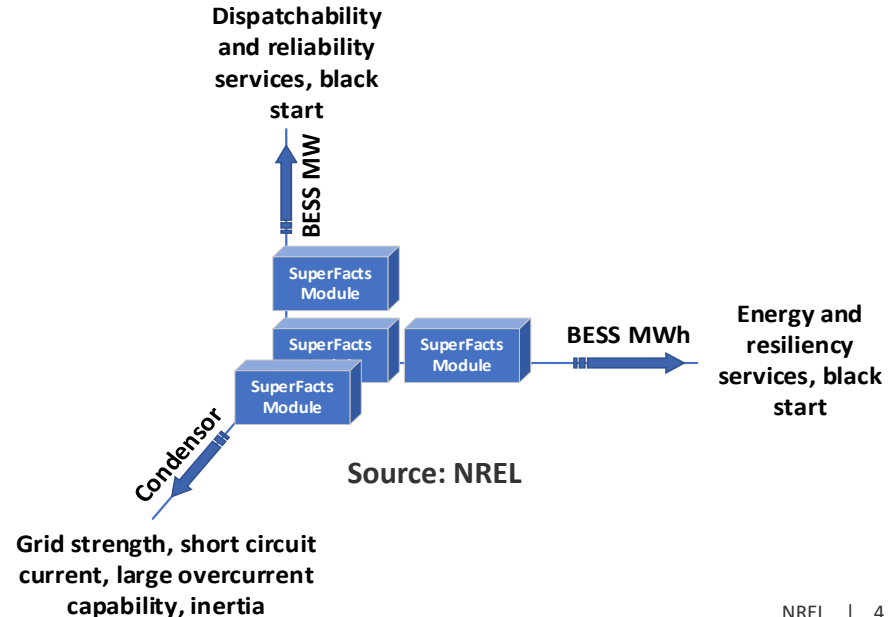 Dispatchability
and reliability
services, black
start
BESS MW
SuperFacts
Module
SuperFacts
SuperFacts
Module
SuperFacts
Module
BESS MWh
Energy and
resiliency
services, black
start
Condensor
Source: NREL
Grid strength, short circuit
current, large overcurrent
capability, inertia
NREL | 4